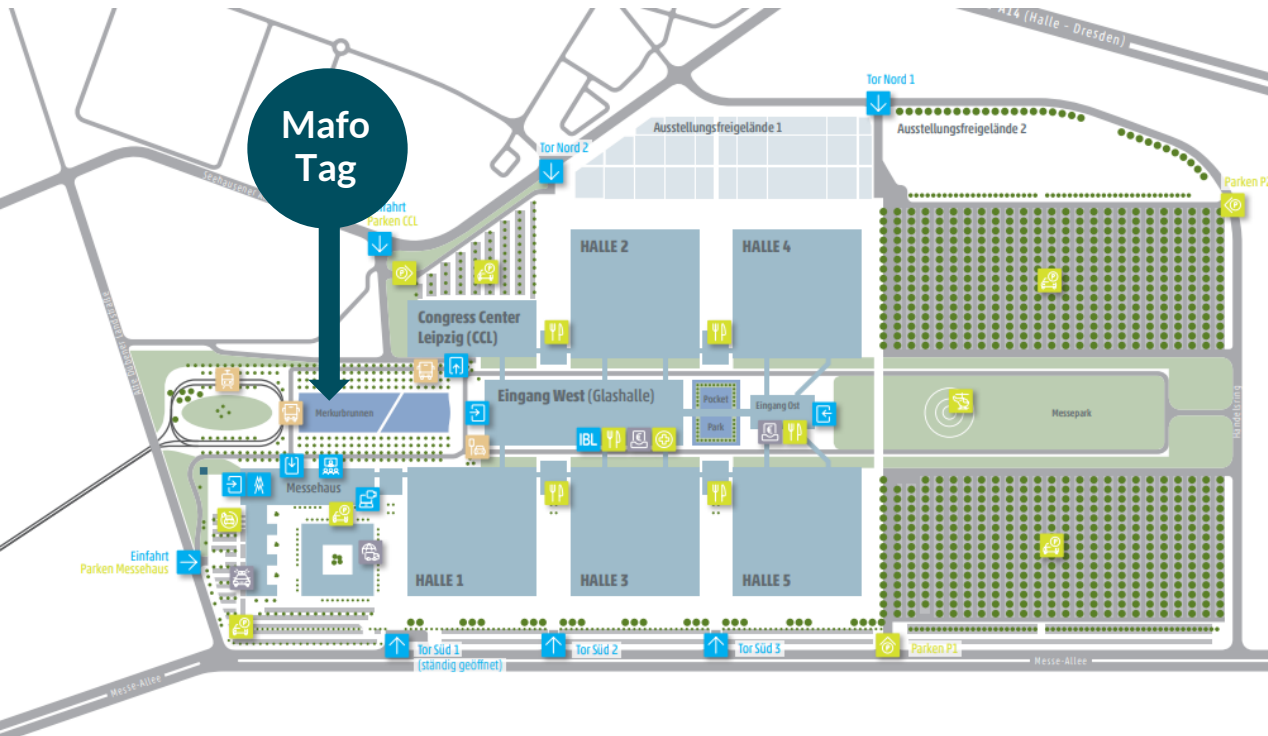 A14 (Halle - Dresden)
Mafo
Tag
Tor Nord 1
Ausstellungsfreigelände 1
Ausstellungsfreigelände 2
Tor Nord 2
Parken P2
Parken CCL
HALLE 2
HALLE 4
Congress Center
Leipzig (CCL)
Eingang West (Glashalle)
Pocket
Park
Eingang Ost
Merkurbrunnen
Messepark
Handelsring
IBL
Messehaus
Einfahrt
Parken Messehaus
HALLE 1
HALLE 3
HALLE 5
Tor Süd 1
(ständig geöffnet)
Tor Süd 2
Tor Süd 3
Parken P1
Messe-Allee
Messe-Allee